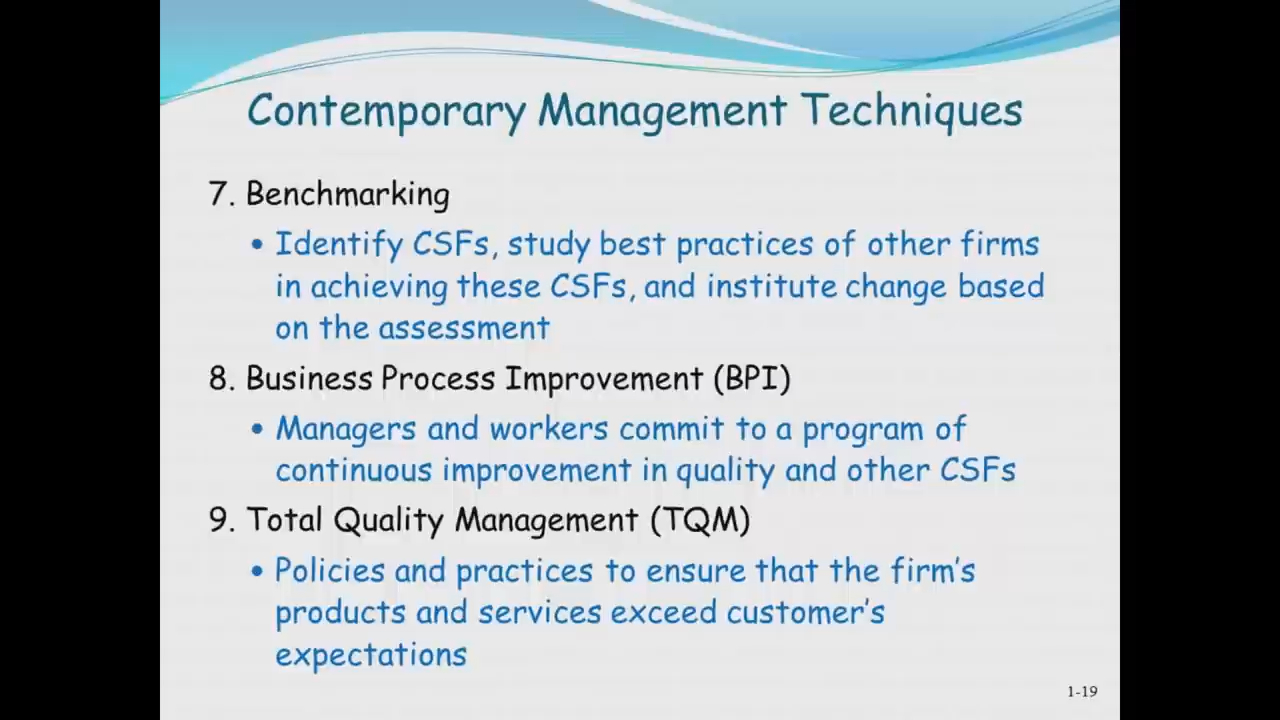 Contemporary Management Techniques
7. Benchmarking
• Identify CSFs, study best practices of other firms
in achieving these CSFs, and institute change based
on the assessment
8. Business Process Improvement (BPI)
• Managers and workers commit to a program of
continuous improvement in quality and other CSFs
9. Total Quality Management (TQM)
• Policies and practices to ensure that the firm's
products and services exceed customer's
expectations
1-19